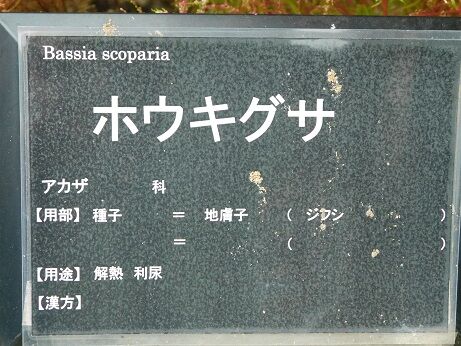 Bassia scoparia
ホウキグサ
アカザ 科
【用部】 種子 = 地膚子 ( ジフシ )
= ( )
【用途】 解熱 利尿
【漢方】